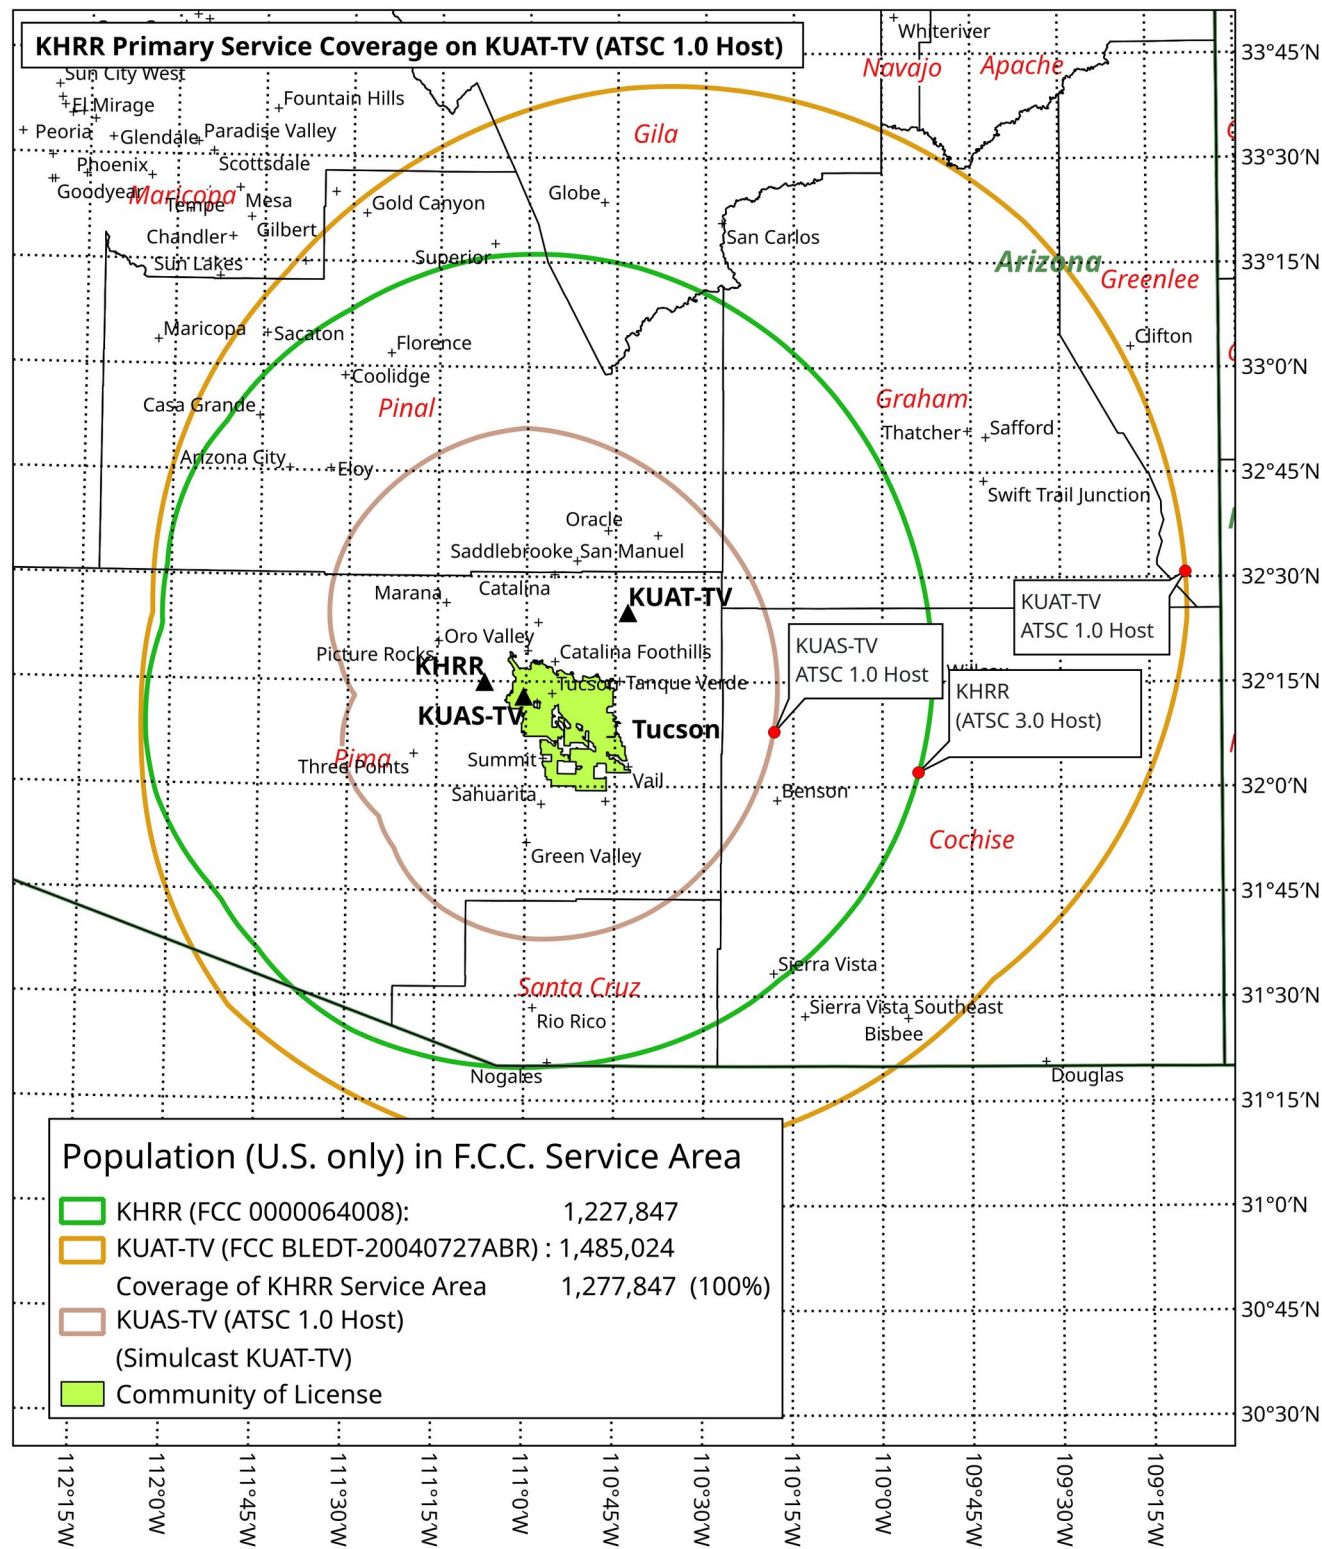 KHRR Primary Service Coverage on KUAT-TV (ATSC 1.0 Host)
Whiteriver
33°45′N
Navajo
Apache
Sun City West
El Mirage
Fountain Hills
Peoria
Glendale
Paradise Valley
Gila
Phoenix
Scottsdale
33°30′N
Goodyear
Maricopa
Tempe
Mesa
Gold Canyon
Globe
Chandler
Gilbert
San Carlos
Sun Lakes
Superior
Arizona
33°15′N
Greenlee
Maricopa
Sacaton
Florence
Clifton
Coolidge
33°0′N
Casa Grande
Pinal
Graham
Thatcher
Safford
Arizona City
Eloy
32°45′N
Swift Trail Junction
Oracle
Saddlebrooke
San Manuel
Marana
Catalina
KUAT-TV
32°30′N
KUAT-TV
ATSC 1.0 Host
Oro Valley
Picture Rocks
Catalina Foothills
KUAS-TV
ATSC 1.0 Host
KHRR
Willcox
Tucson
Tanque Verde
32°15′N
KHRR
(ATSC 3.0 Host)
KUAS-TV
Tucson
Pima
Three Points
Summit
Vail
Sahuarita
Benson
32°0′N
Cochise
Green Valley
31°45′N
Sierra Vista
Santa Cruz
31°30′N
Rio Rico
Sierra Vista Southeast
Bisbee
Nogales
Douglas
31°15′N
Population (U.S. only) in F.C.C. Service Area
KHRR (FCC 0000064008): 1,227,847
KUAT-TV (FCC BLEDT-20040727ABR) : 1,485,024
Coverage of KHRR Service Area 1,277,847 (100%)
KUAS-TV (ATSC 1.0 Host)
(Simulcast KUAT-TV)
Community of License
31°0′N
30°45′N
30°30′N
112°15′W
112°0′W
111°45′W
111°30′W
111°15′W
111°0′W
110°45′W
110°30′W
110°15′W
110°0′W
109°45′W
109°30′W
109°15′W